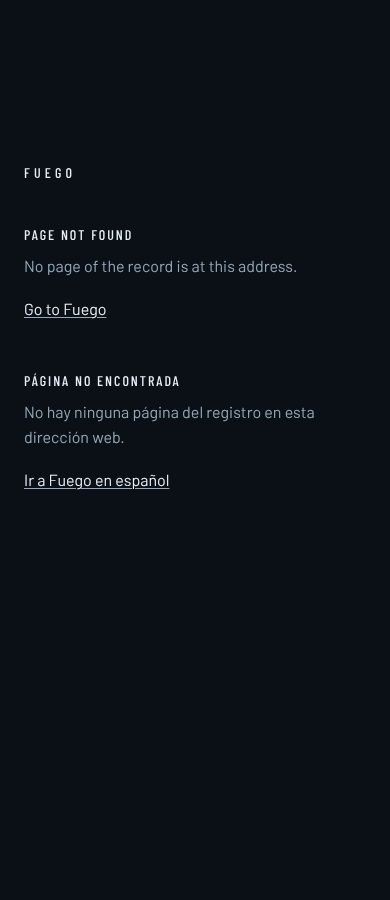 FUEGO
PAGE NOT FOUND
No page of the record is at this address.
Go to Fuego
PÁGINA NO ENCONTRADA
No hay ninguna página del registro en esta
dirección web.
Ir a Fuego en español